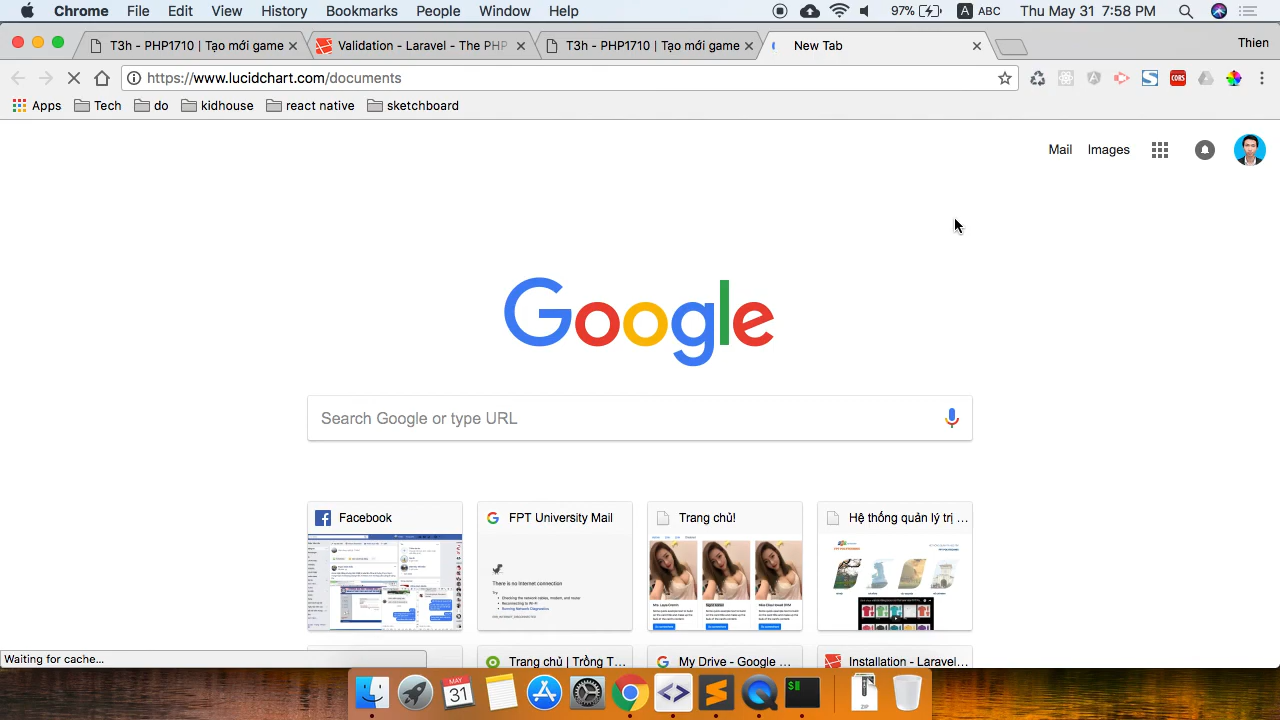 Chrome File Edit View History Bookmarks People Window Help 97% A ABC Thu May 31 7:58 PM
T3h - PHP1710 | Tạo mới game
Validation - Laravel - The PHP
T3h - PHP1710 | Tạo mới game
New Tab
Thien
https://www.lucidchart.com/documents
CORS
Apps Tech do kidhouse react native sketchboard
Mail Images
Google
Search Google or type URL
Facebook
FPT University Mail
Trang chủ!
Hệ thống quản lý trị ...
There is no Internet connection
Waiting for cache...
Trang chủ | Trồng T...
My Drive - Google ...
Installation - Laravel...
MAY
31
$
ZIP